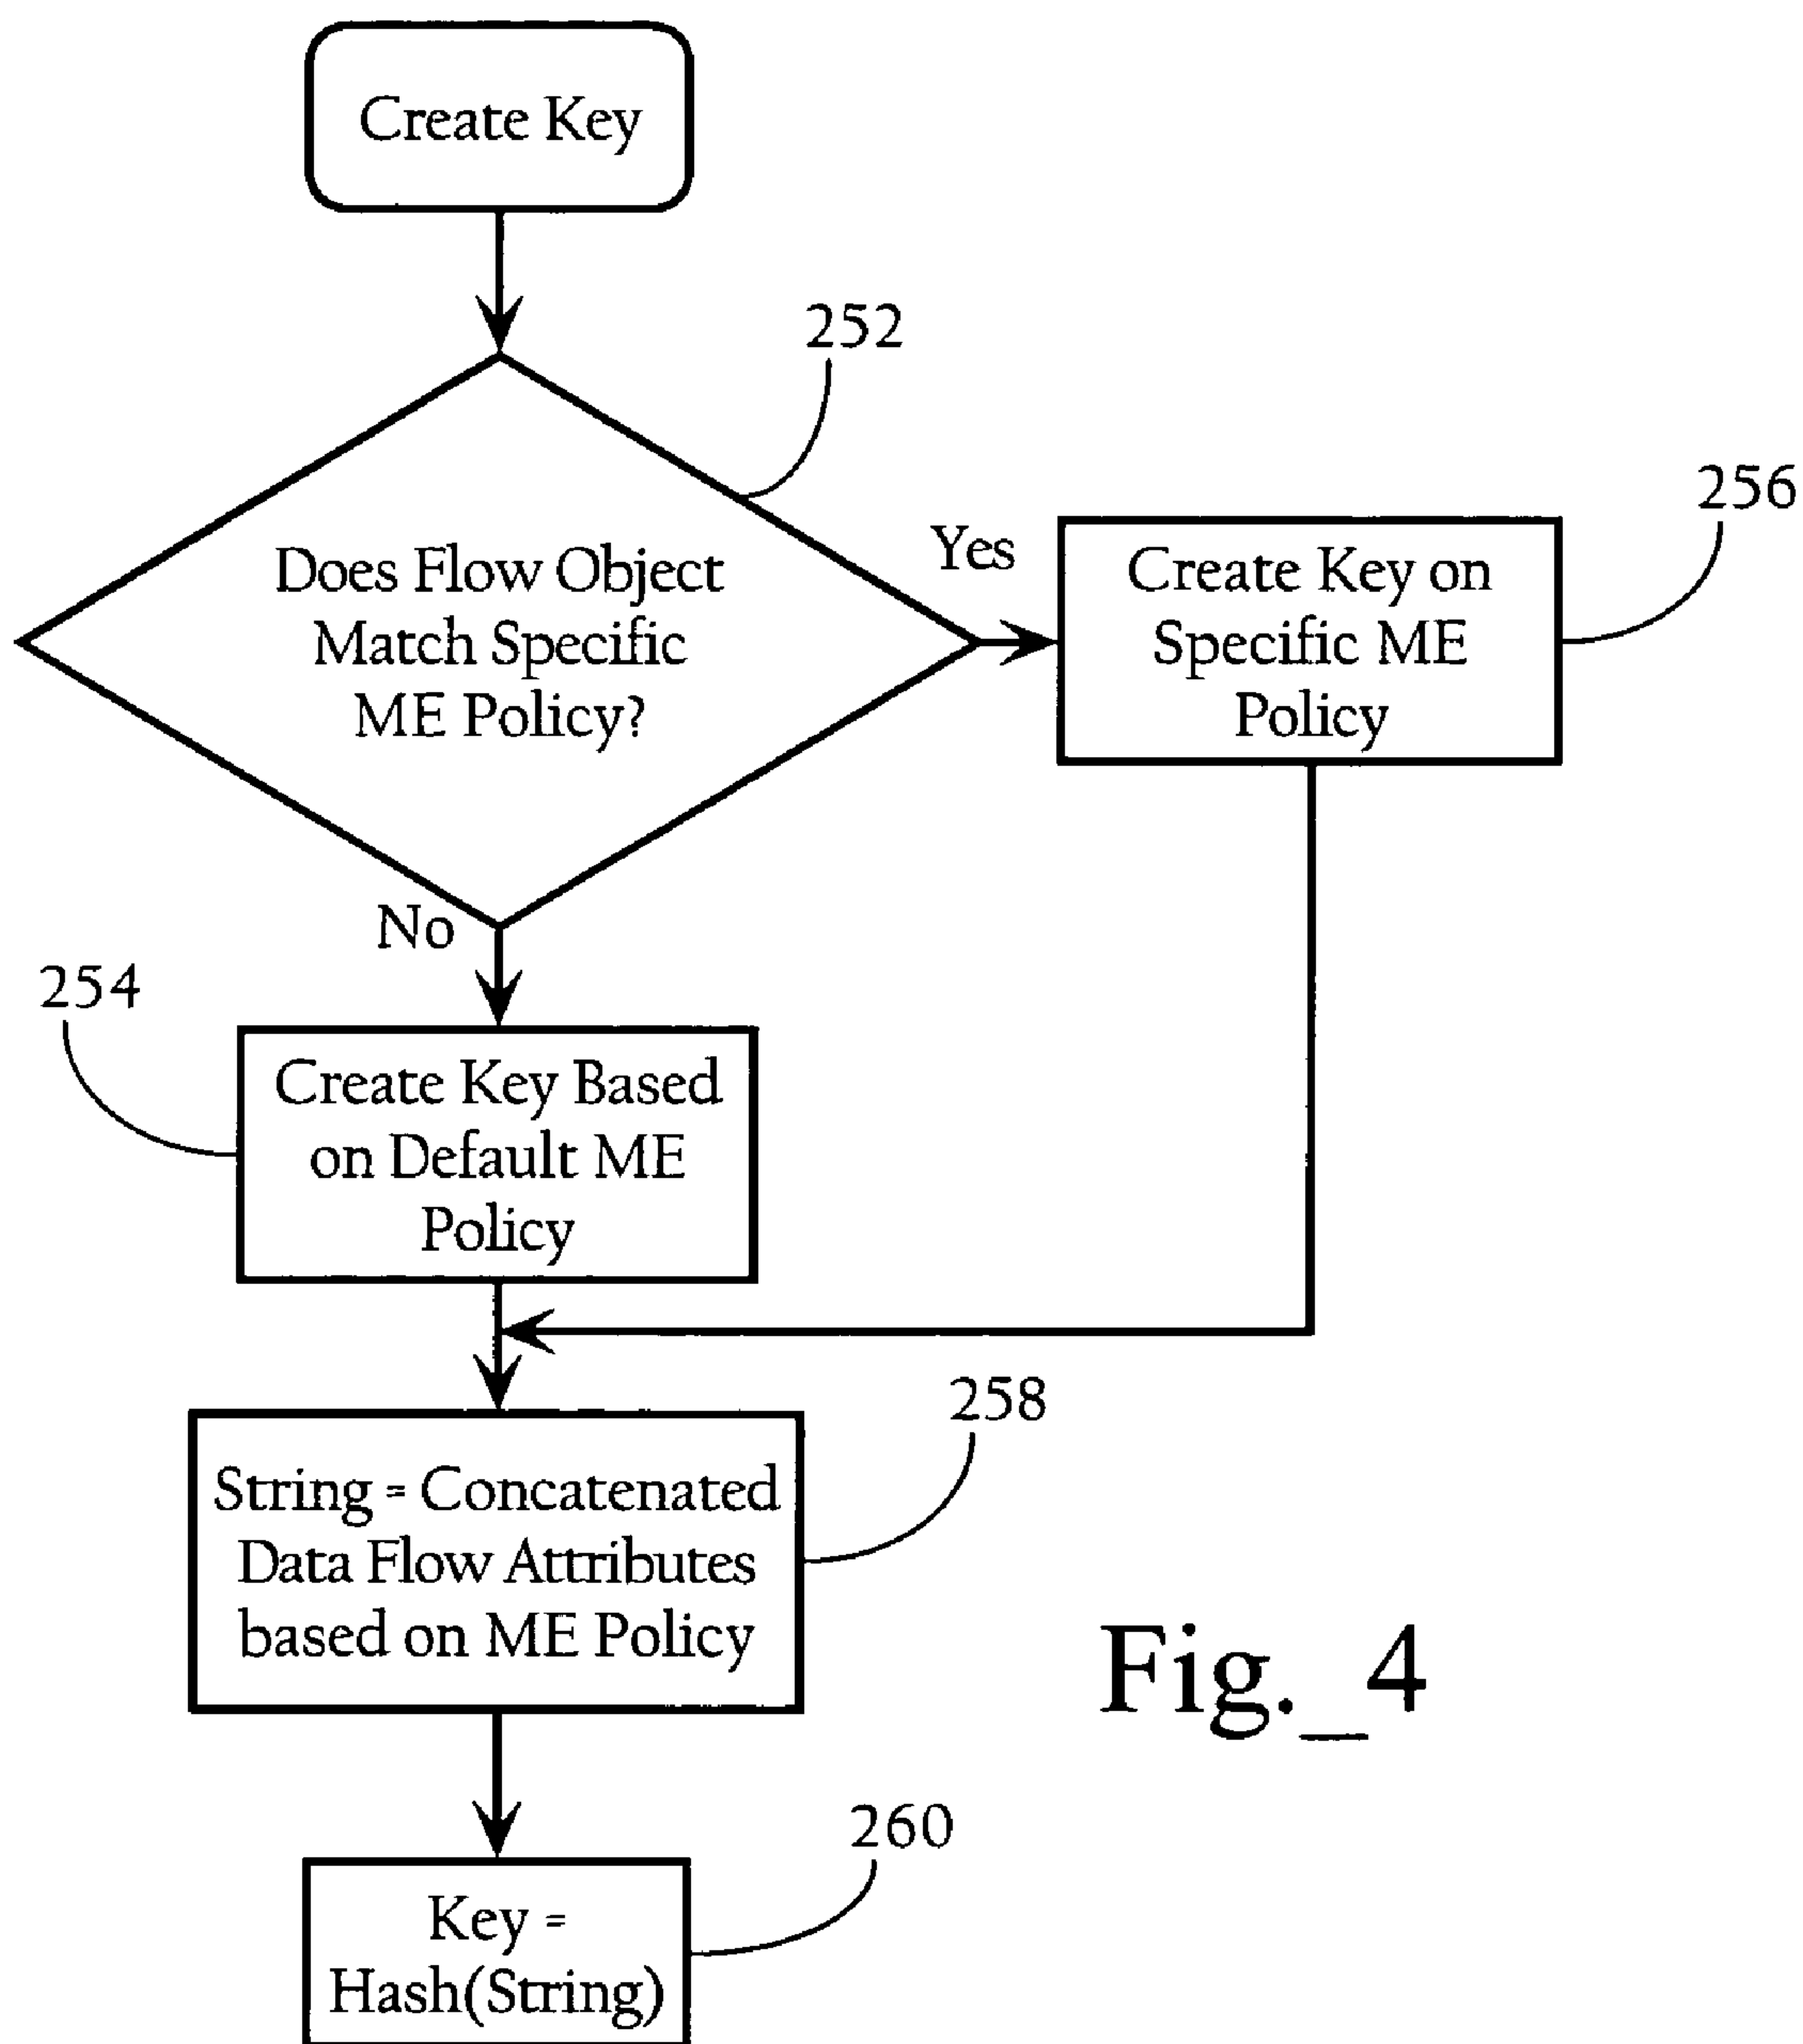 Create Key
252
Does Flow Object
Match Specific
ME Policy?
Yes
256
Create Key on
Specific ME
Policy
No
254
Create Key Based
on Default ME
Policy
258
String = Concatenated
Data Flow Attributes
based on ME Policy
Fig._4
260
Key =
Hash(String)